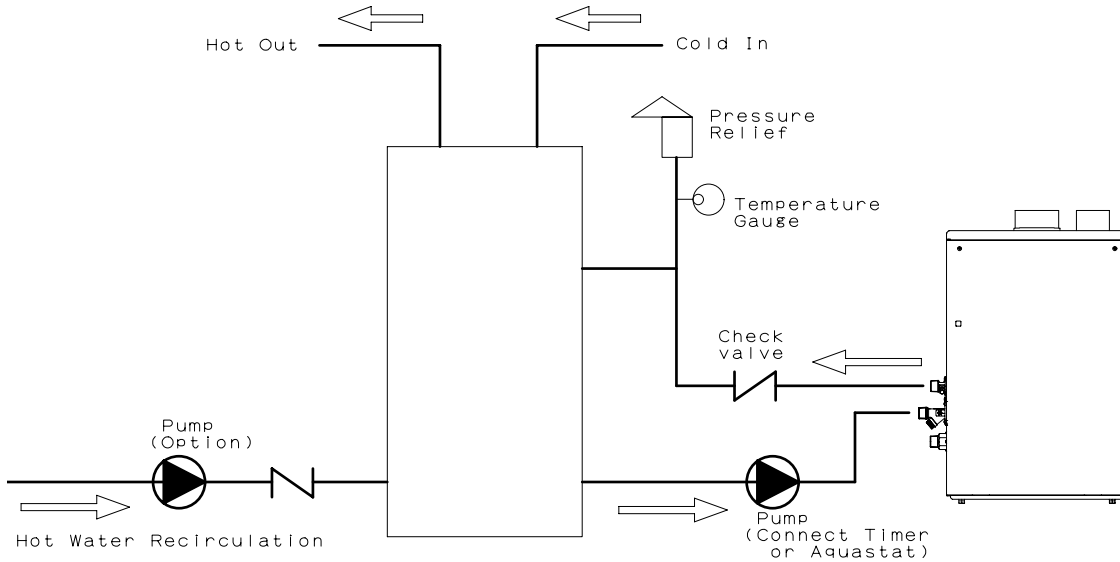 Hot Out
Cold In
Pressure
Relief
Temperature
Gauge
Check
valve
Pump
(Option)
Hot Water Recirculation
Pump
(Connect Timer
or Aquastat)